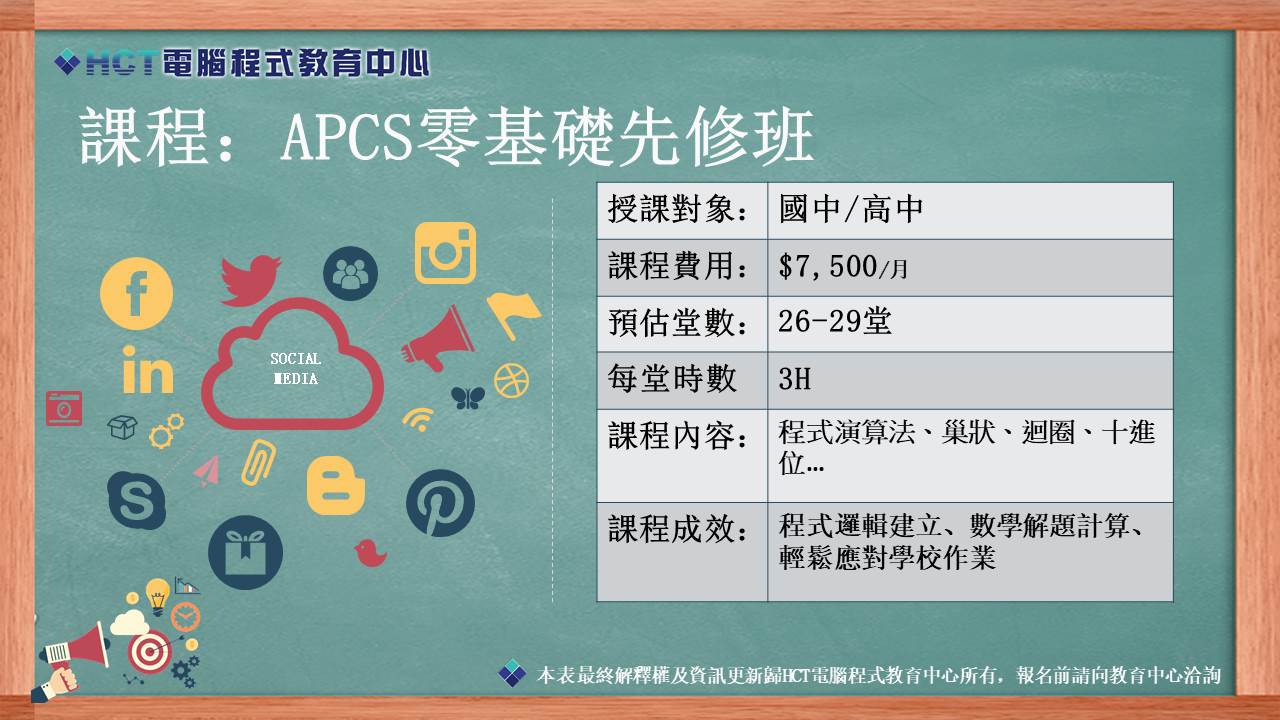 HCT電腦程式教育中心
課程：APCS零基礎先修班
授課對象：
國中/高中
課程費用：
$7,500/月
預估堂數：
26-29堂
每堂時數
3H
課程內容：
程式演算法、巢狀、迴圈、十進
位…
課程成效：
程式邏輯建立、數學解題計算、
輕鬆應對學校作業
SOCIAL
MEDIA
本表最終解釋權及資訊更新歸HCT電腦程式教育中心所有，報名前請向教育中心洽詢